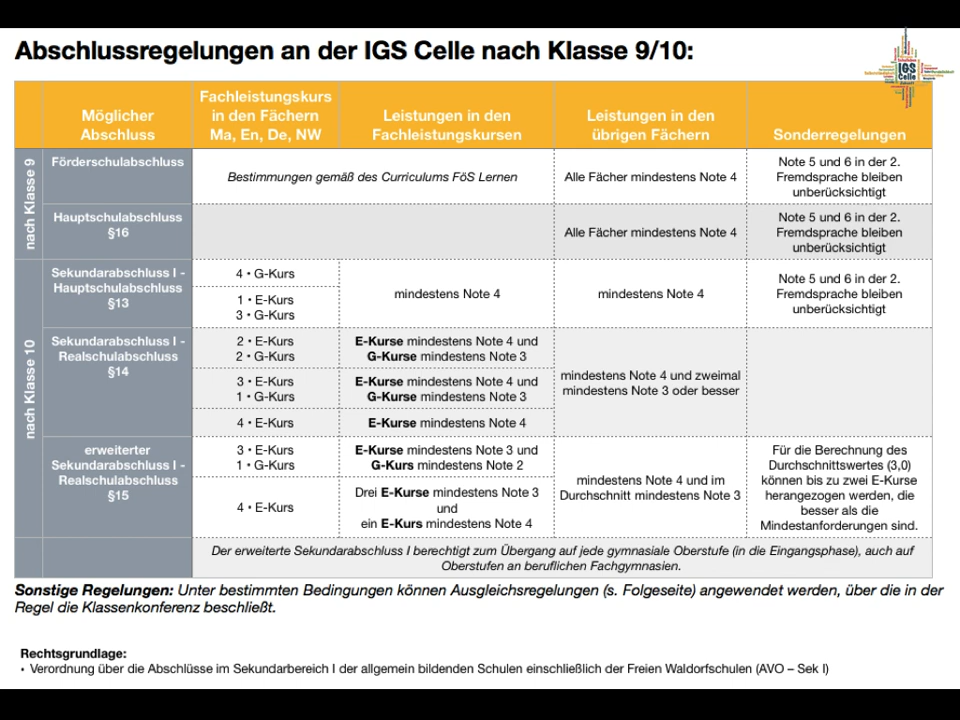 Abschlussregelungen an der IGS Celle nach Klasse 9/10:
IGS
Celle
Möglicher
Abschluss
Fachleistungskurs
in den Fächern
Ma, En, De, NW
Leistungen in den
Fachleistungskursen
Leistungen in den
übrigen Fächern
Sonderregelungen
nach Klasse 9
Förderschulabschluss
Bestimmungen gemäß des Curriculums FöS Lernen
Alle Fächer mindestens Note 4
Note 5 und 6 in der 2.
Fremdsprache bleiben
unberücksichtigt
Hauptschulabschluss
§16
Alle Fächer mindestens Note 4
Note 5 und 6 in der 2.
Fremdsprache bleiben
unberücksichtigt
nach Klasse 10
Sekundarabschluss I -
Hauptschulabschluss
§13
4 • G-Kurs
1 • E-Kurs
3 • G-Kurs
mindestens Note 4
mindestens Note 4
Note 5 und 6 in der 2.
Fremdsprache bleiben
unberücksichtigt
Sekundarabschluss I -
Realschulabschluss
§14
2 • E-Kurs
2 • G-Kurs
E-Kurse mindestens Note 4 und
G-Kurse mindestens Note 3
3 • E-Kurs
1 • G-Kurs
E-Kurse mindestens Note 4 und
G-Kurse mindestens Note 3
4 • E-Kurs
E-Kurse mindestens Note 4
mindestens Note 4 und zweimal
mindestens Note 3 oder besser
erweiterter
Sekundarabschluss I -
Realschulabschluss
§15
3 • E-Kurs
1 • G-Kurs
E-Kurse mindestens Note 3 und
G-Kurs mindestens Note 2
4 • E-Kurs
Drei E-Kurse mindestens Note 3
und
ein E-Kurs mindestens Note 4
mindestens Note 4 und im
Durchschnitt mindestens Note 3
Für die Berechnung des
Durchschnittswertes (3,0)
können bis zu zwei E-Kurse
herangezogen werden, die
besser als die
Mindestanforderungen sind.
Der erweiterte Sekundarabschluss I berechtigt zum Übergang auf jede gymnasiale Oberstufe (in die Eingangsphase), auch auf
Oberstufen an beruflichen Fachgymnasien.
Sonstige Regelungen: Unter bestimmten Bedingungen können Ausgleichsregelungen (s. Folgeseite) angewendet werden, über die in der
Regel die Klassenkonferenz beschließt.
Rechtsgrundlage:
• Verordnung über die Abschlüsse im Sekundarbereich I der allgemein bildenden Schulen einschließlich der Freien Waldorfschulen (AVO – Sek I)